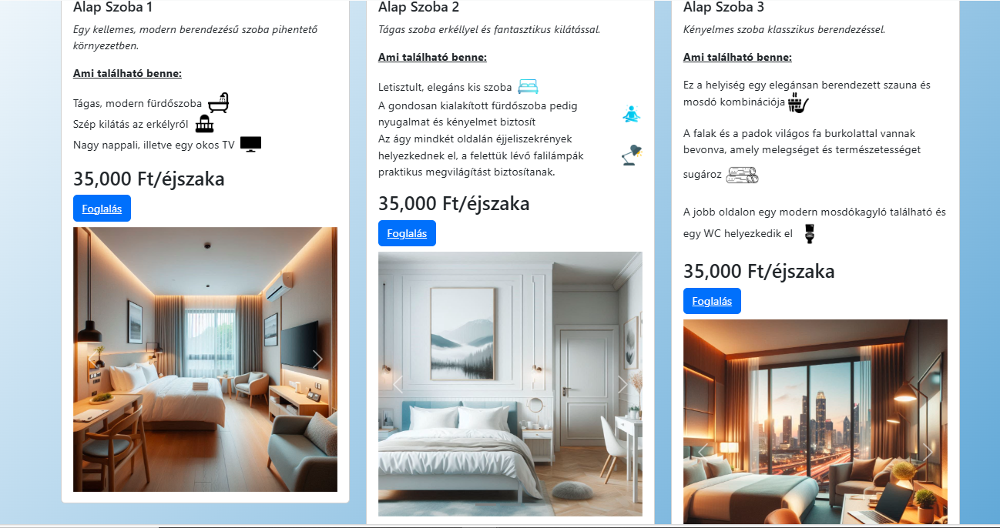 Alap Szoba 1
Egy kellemes, modern berendezésű szoba pihentető
környezetben.
Ami található benne:
Tágas, modern fürdőszoba
Szép kilátás az erkélyről
Nagy nappali, illetve egy okos TV
35,000 Ft/éjszaka
Foglalás
Alap Szoba 2
Tágas szoba erkéllyel és fantasztikus kilátással.
Ami található benne:
Letisztult, elegáns kis szoba
A gondosan kialakított fürdőszoba pedig
nyugalmat és kényelmet biztosít
Az ágy mindkét oldalán éjjeliszekrények
helyezkednek el, a felettük lévő falilámpák
praktikus megvilágítást biztosítanak.
35,000 Ft/éjszaka
Foglalás
Alap Szoba 3
Kényelmes szoba klasszikus berendezéssel.
Ami található benne:
Ez a helyiség egy elegánsan berendezett szauna és
mosdó kombinációja
A falak és a padok világos fa burkolattal vannak
bevonva, amely melegséget és természetességet
sugároz
A jobb oldalon egy modern mosdókagyló található és
egy WC helyezkedik el
35,000 Ft/éjszaka
Foglalás